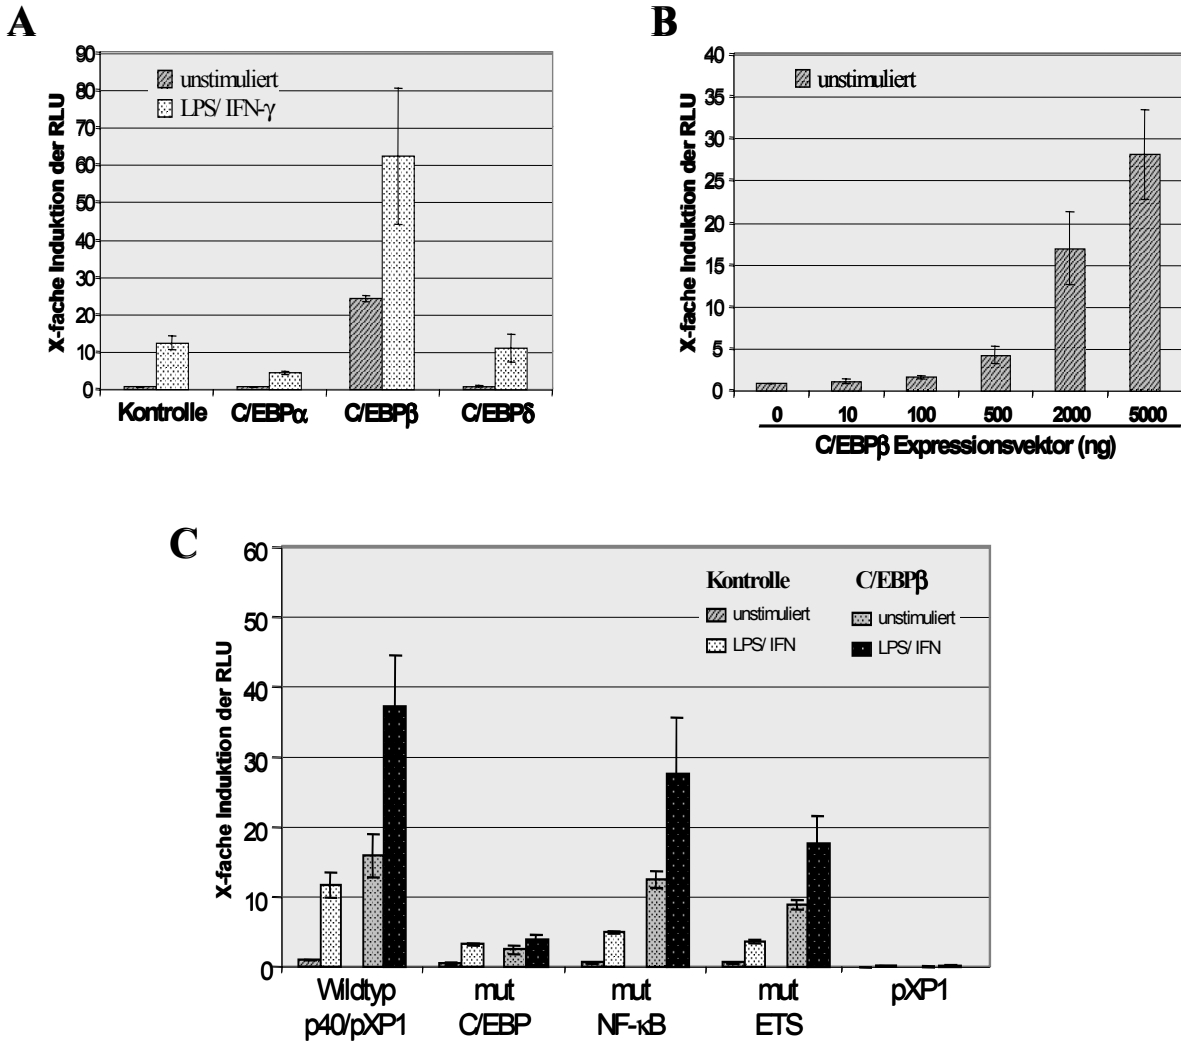 A
X-fache Induktion der RLU
90
80
70
60
50
40
30
20
10
0
unstimuliert
LPS/ IFN-γ
Kontrolle C/EBPα C/EBPβ C/EBPδ
B
X-fache Induktion der RLU
40
35
30
25
20
15
10
5
0
unstimuliert
0 10 100 500 2000 5000
C/EBPβ Expressionsvektor (ng)
C
X-fache Induktion der RLU
60
50
40
30
20
10
0
Kontrolle C/EBPβ
unstimuliert unstimuliert
LPS/ IFN LPS/ IFN
Wildtyp mut mut mut pXP1
p40/pXP1 C/EBP NF-κB ETS